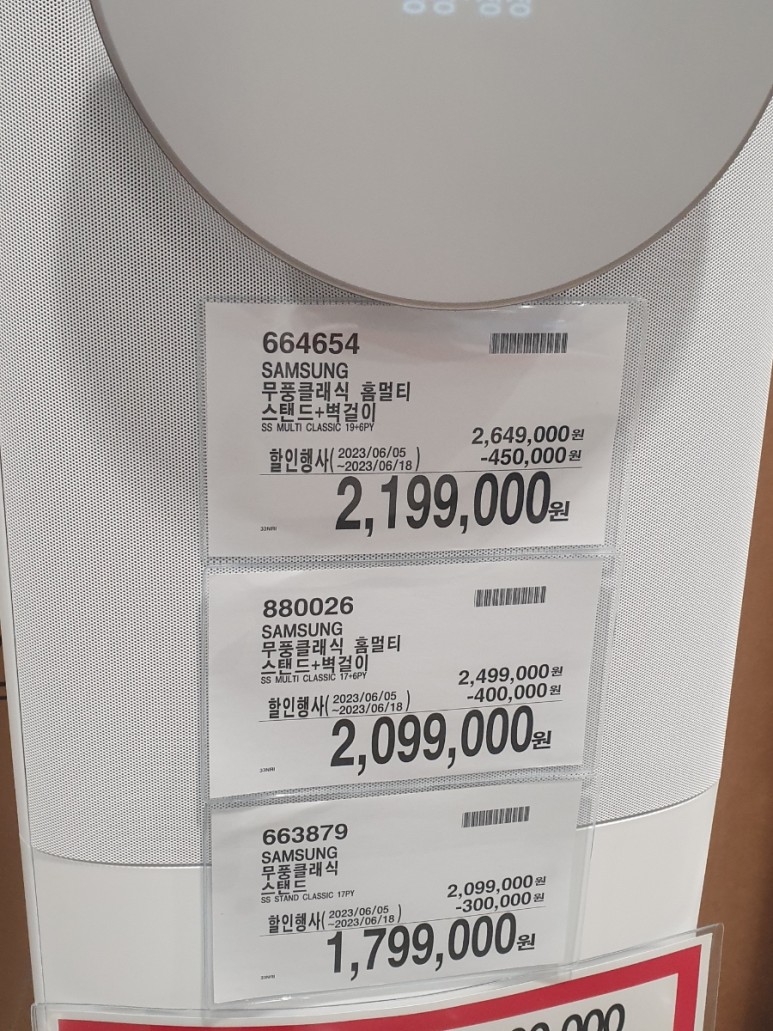 664654
SAMSUNG
무풍클래식 홈멀티
스탠드+벽걸이
SS MULTI CLASSIC 19+6PY
2,649,000원
할인행사(2023/06/05 ~2023/06/18) -450,000원
2,199,000원
880026
SAMSUNG
무풍클래식 홈멀티
스탠드+벽걸이
SS MULTI CLASSIC 17+6PY
2,499,000원
할인행사(2023/06/05 ~2023/06/18) -400,000원
2,099,000원
663879
SAMSUNG
무풍클래식
스탠드
SS STAND CLASSIC 17PY
2,099,000원
할인행사(2023/06/05 ~2023/06/18) -300,000원
1,799,000원